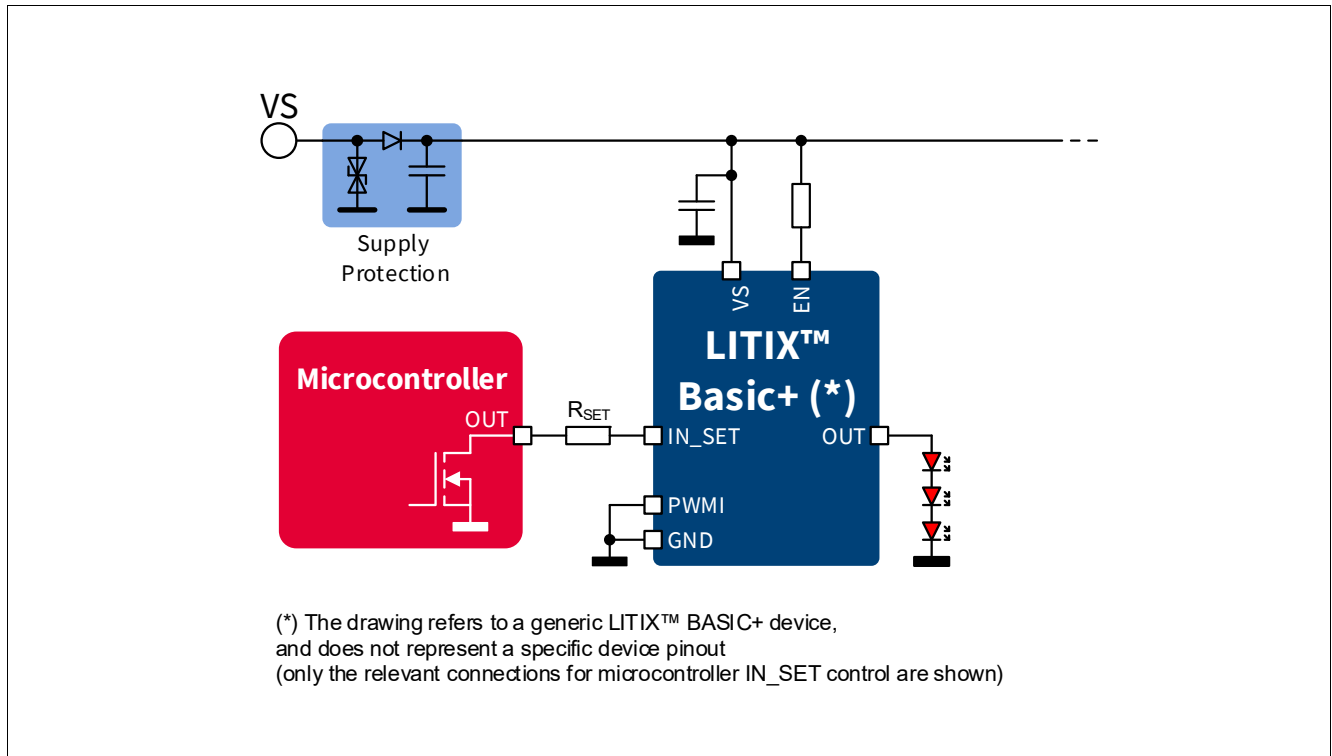 VS
Supply
Protection
VS
EN
LITIX™
Basic+ (*)
Microcontroller
OUT
RSET
IN_SET
OUT
PWMI
GND
(*) The drawing refers to a generic LITIX™ BASIC+ device,
and does not represent a specific device pinout
(only the relevant connections for microcontroller IN_SET control are shown)